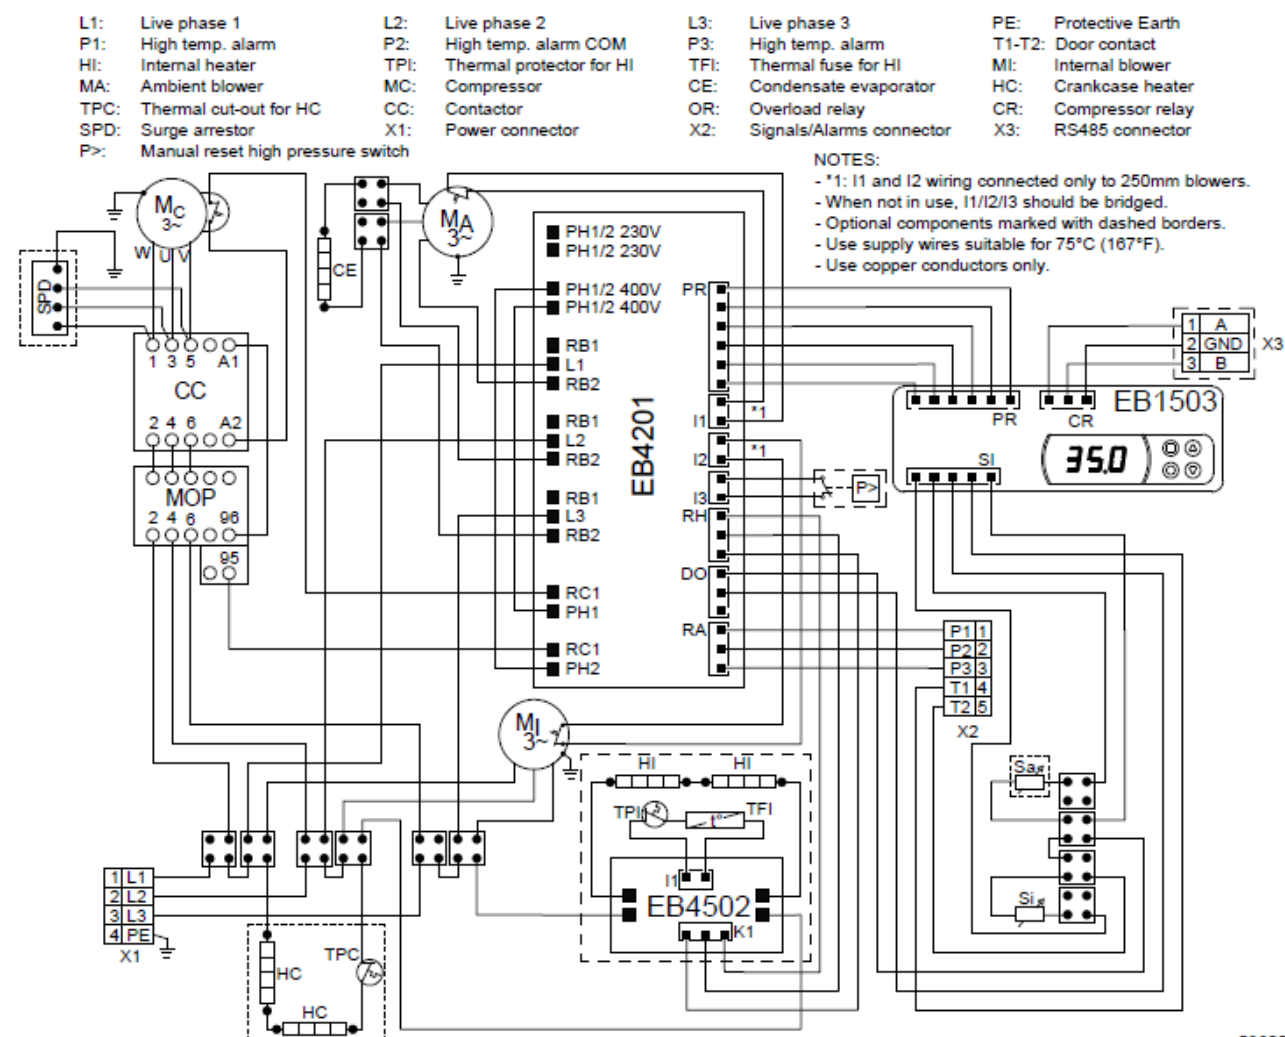 L1: Live phase 1 L2: Live phase 2 L3: Live phase 3 PE: Protective Earth
P1: High temp. alarm P2: High temp. alarm COM P3: High temp. alarm T1-T2: Door contact
HI: Internal heater TPI: Thermal protector for HI TFI: Thermal fuse for HI MI: Internal blower
MA: Ambient blower MC: Compressor CE: Condensate evaporator HC: Crankcase heater
TPC: Thermal cut-out for HC CC: Contactor OR: Overload relay CR: Compressor relay
SPD: Surge arrestor X1: Power connector X2: Signals/Alarms connector X3: RS485 connector
P>: Manual reset high pressure switch
NOTES:
- *1: I1 and I2 wiring connected only to 250mm blowers.
- When not in use, I1/I2/I3 should be bridged.
- Optional components marked with dashed borders.
- Use supply wires suitable for 75°C (167°F).
- Use copper conductors only.
MC
3~
W U V
SPD
1 3 5 A1
CC
2 4 6 A2
MOP
2 4 6 96
95
CE
MA
3~
PH1/2 230V
PH1/2 230V
PH1/2 400V
PH1/2 400V
RB1
L1
RB2
RB1
L2
RB2
RB1
L3
RB2
RC1
PH1
RC1
PH2
EB4201
PR
I1
I2
I3
RH
DO
RA
*1
*1
P>
1 A
2 GND
3 B
X3
EB1503
PR
CR
SI
35.0
P1 1
P2 2
P3 3
T1 4
T2 5
X2
Sa
Si
MI
3~
HI
HI
TPI
t°
TFI
I1
EB4502
K1
1 L1
2 L2
3 L3
4 PE
X1
TPC
HC
HC